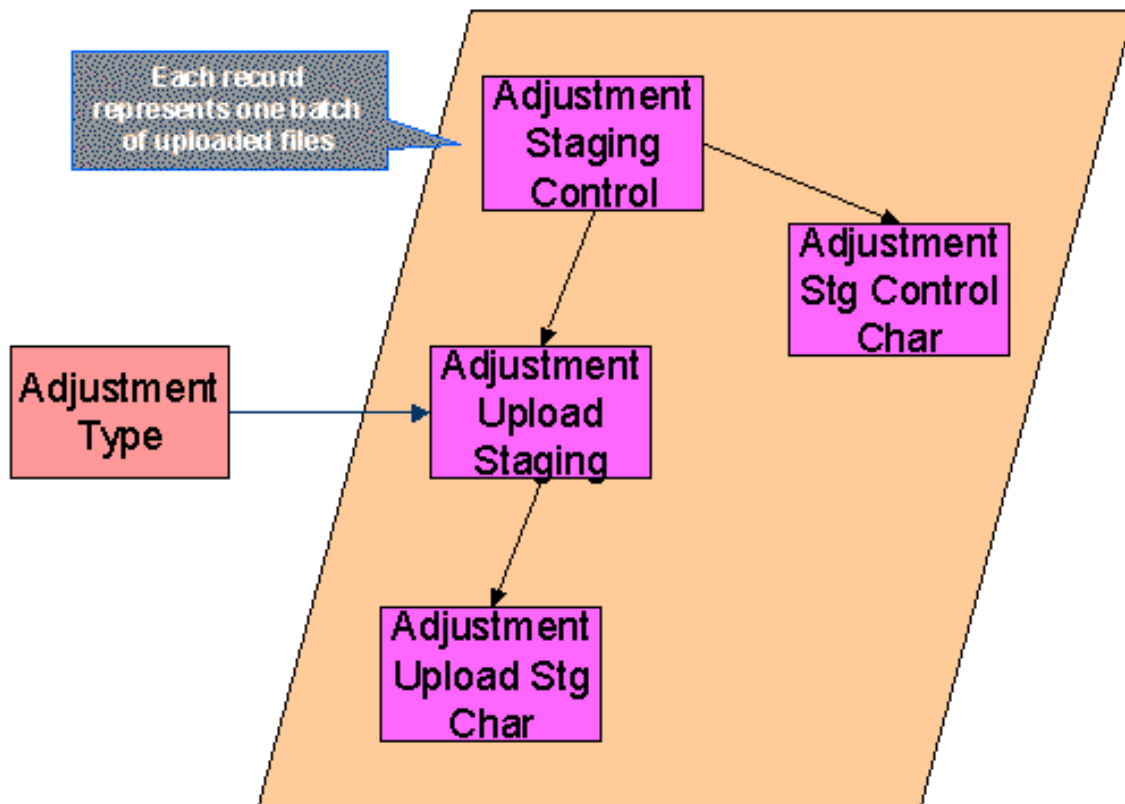 Each record
represents one batch
of uploaded files
Adjustment
Staging
Control
Adjustment
Stg Control
Char
Adjustment
Type
Adjustment
Upload
Staging
Adjustment
Upload Stg
Char